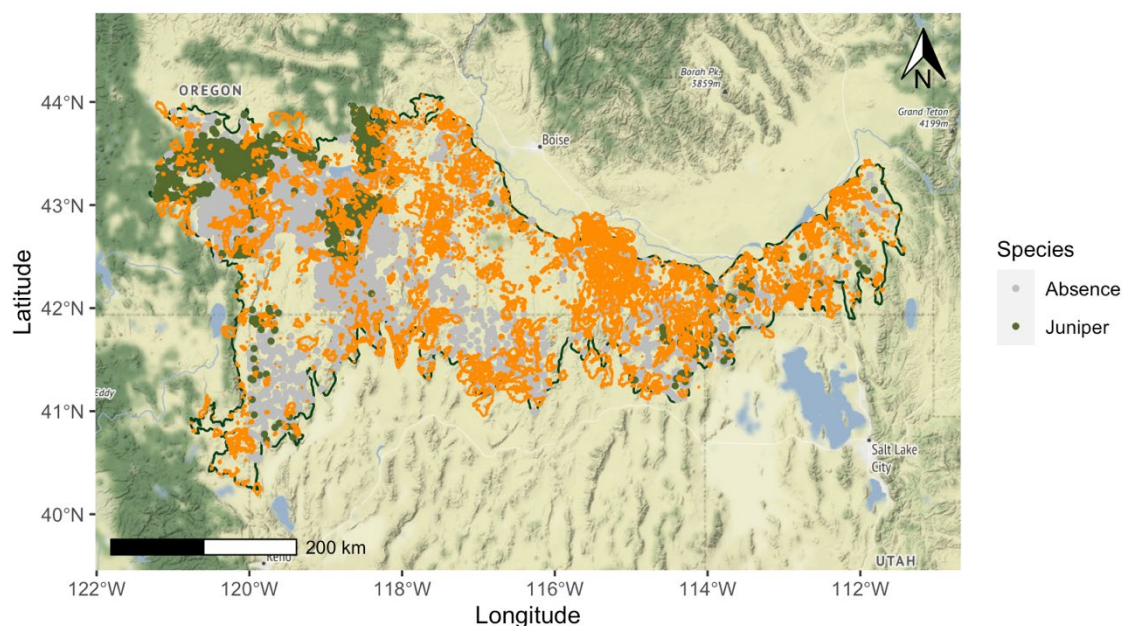 OREGON
Borah Pk.
3859m
N
Grand Teton
4199m
Boise
44°N
43°N
42°N
41°N
40°N
Latitude
Eddy
Salt Lake
City
200 km
Reno
UTAH
122°W
120°W
118°W
116°W
114°W
112°W
Longitude
Species
Absence
Juniper